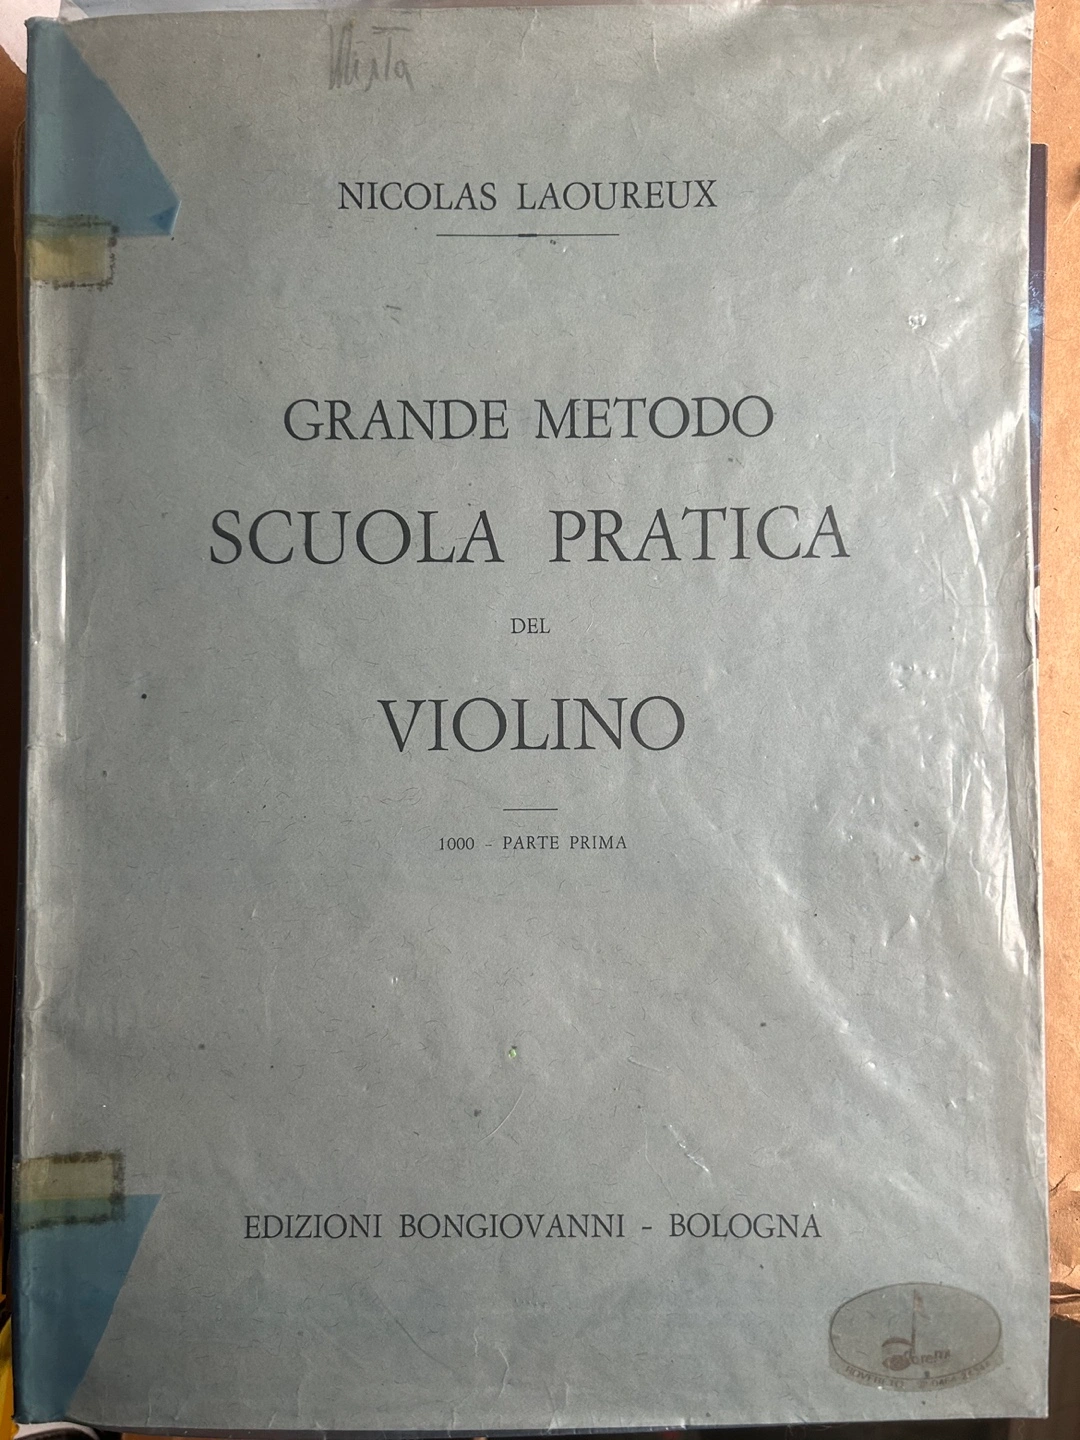 NICOLAS LAOUREUX
GRANDE METODO
SCUOLA PRATICA
DEL
VIOLINO
1000 - PARTE PRIMA
EDIZIONI BONGIOVANNI - BOLOGNA